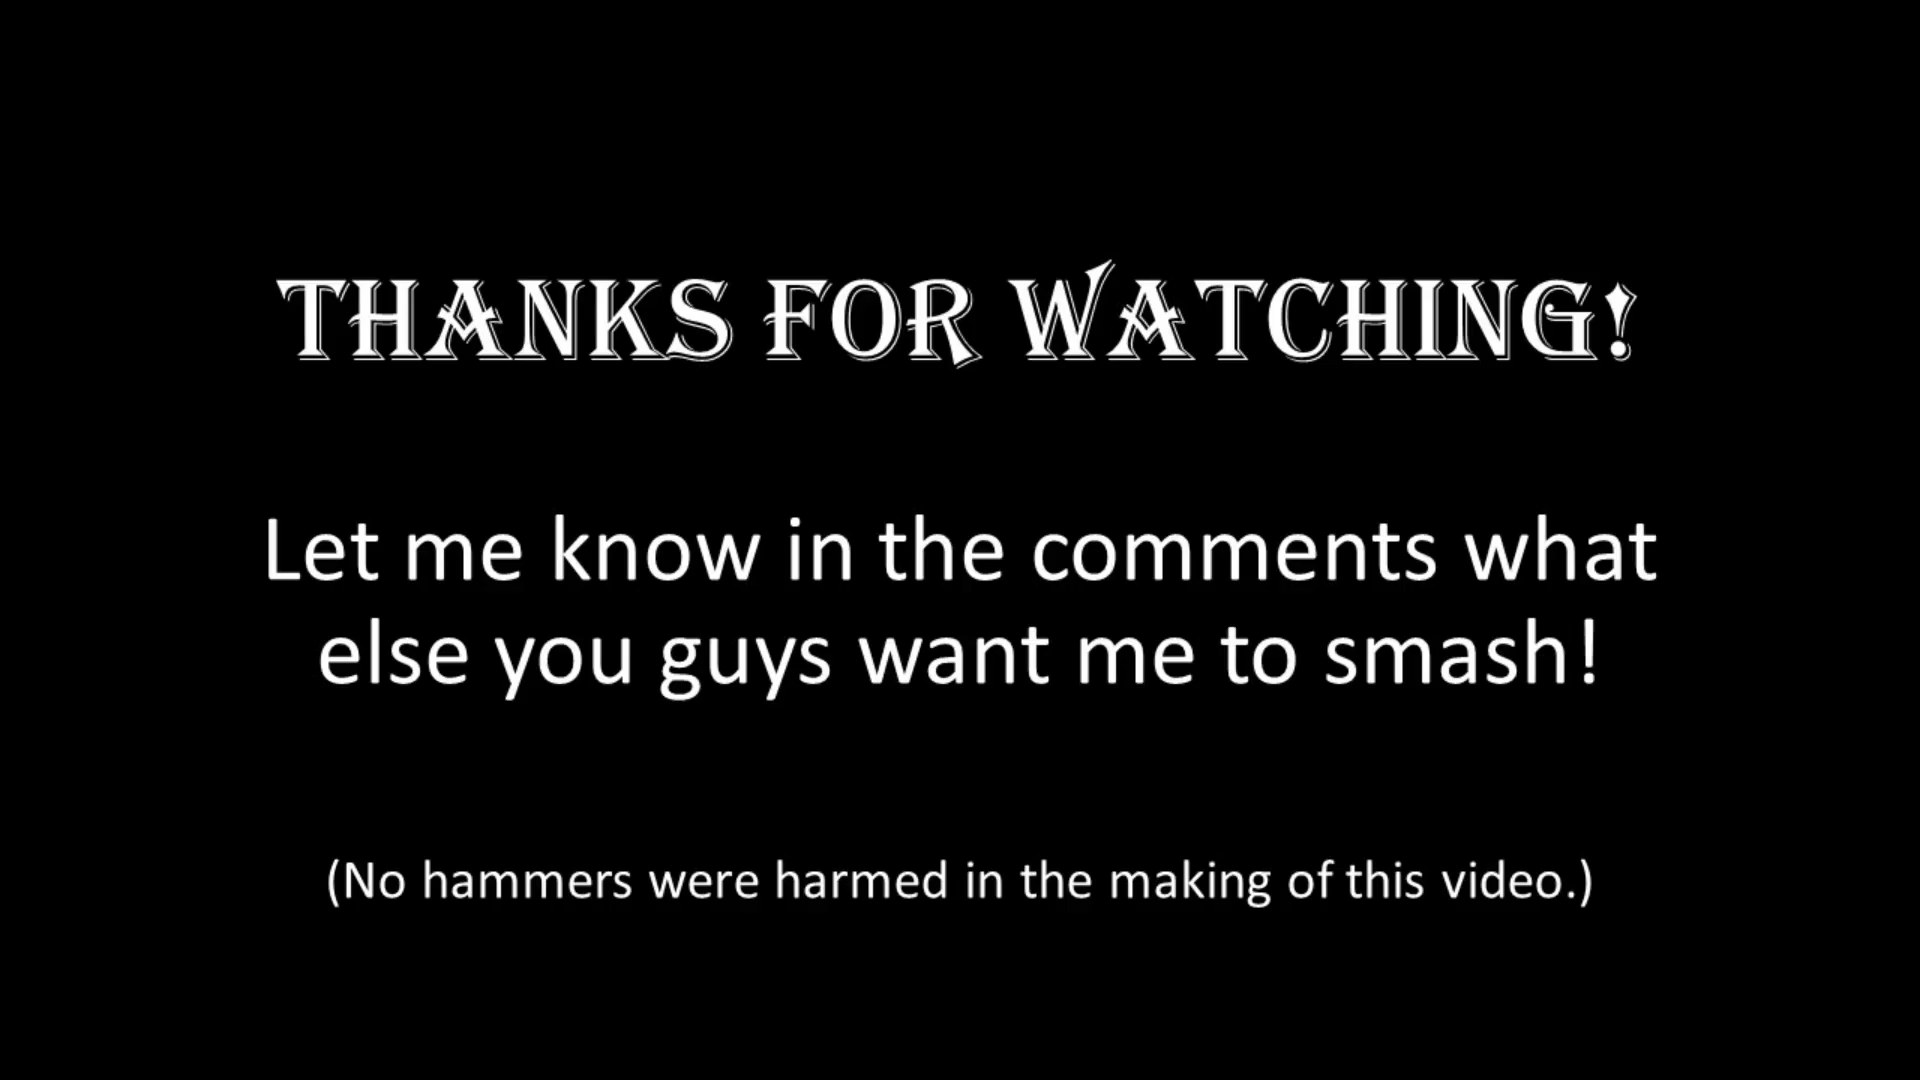 THANKS FOR WATCHING!
Let me know in the comments what
else you guys want me to smash!
(No hammers were harmed in the making of this video.)